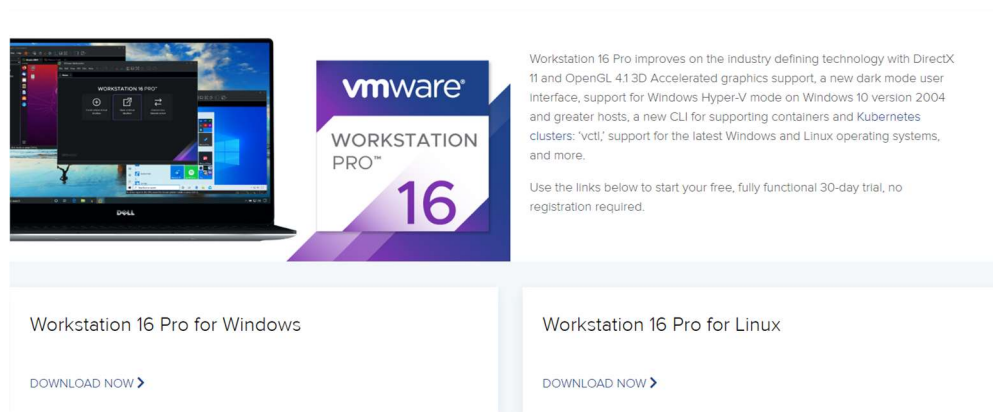 WORKSTATION 16 PRO™
DELL
vmware®
WORKSTATION
PRO™
16
Workstation 16 Pro improves on the industry defining technology with DirectX
11 and OpenGL 4.1 3D Accelerated graphics support, a new dark mode user
interface, support for Windows Hyper-V mode on Windows 10 version 2004
and greater hosts, a new CLI for supporting containers and Kubernetes
clusters: ‘vctl,’ support for the latest Windows and Linux operating systems,
and more.
Use the links below to start your free, fully functional 30-day trial, no
registration required.
Workstation 16 Pro for Windows
DOWNLOAD NOW
Workstation 16 Pro for Linux
DOWNLOAD NOW